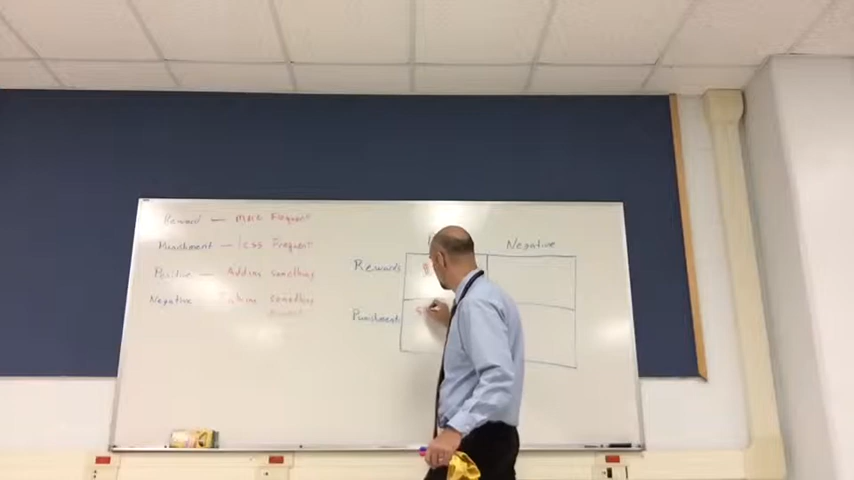 Reward — More Frequent
Punishment — less Frequent
Positive — Adding something
Negative Taking something
Negative
Rewards
Punishment